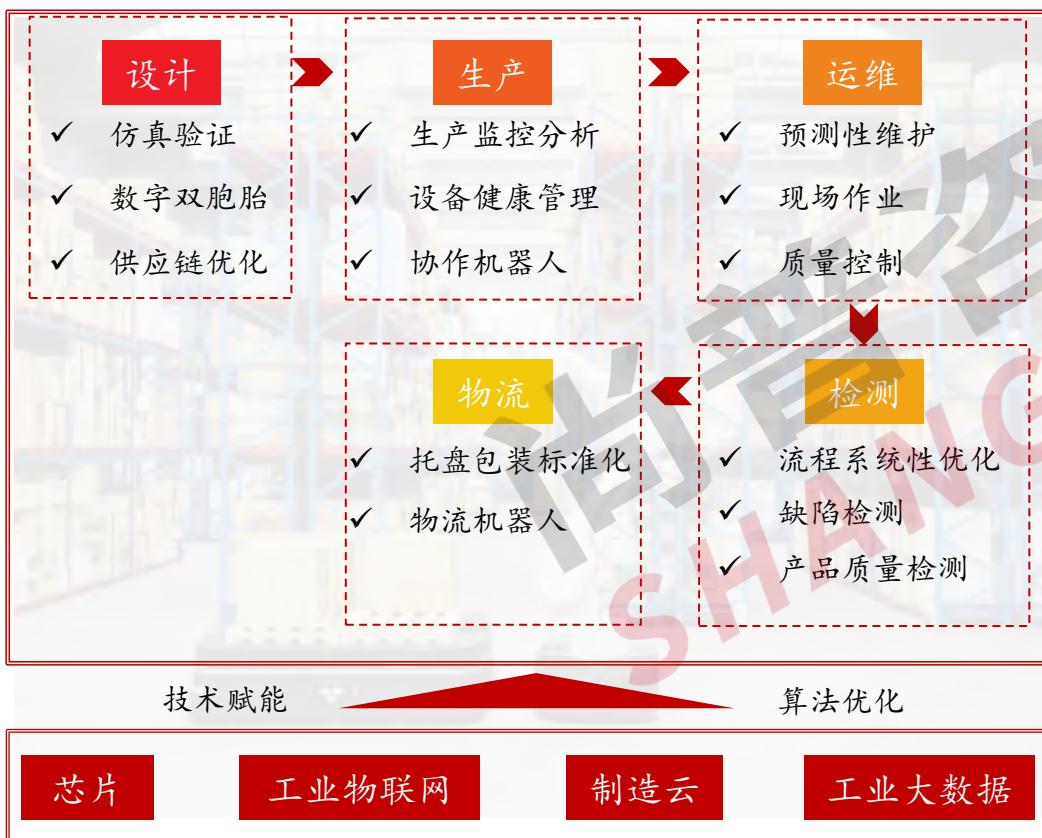 设计
仿真验证
数字双胞胎
供应链优化
生产
生产监控分析
设备健康管理
协作机器人
运维
预测性维护
现场作业
质量控制
物流
托盘包装标准化
物流机器人
检测
流程系统性优化
缺陷检测
产品质量检测
技术赋能
算法优化
芯片
工业物联网
制造云
工业大数据
尚普咨
SHANG